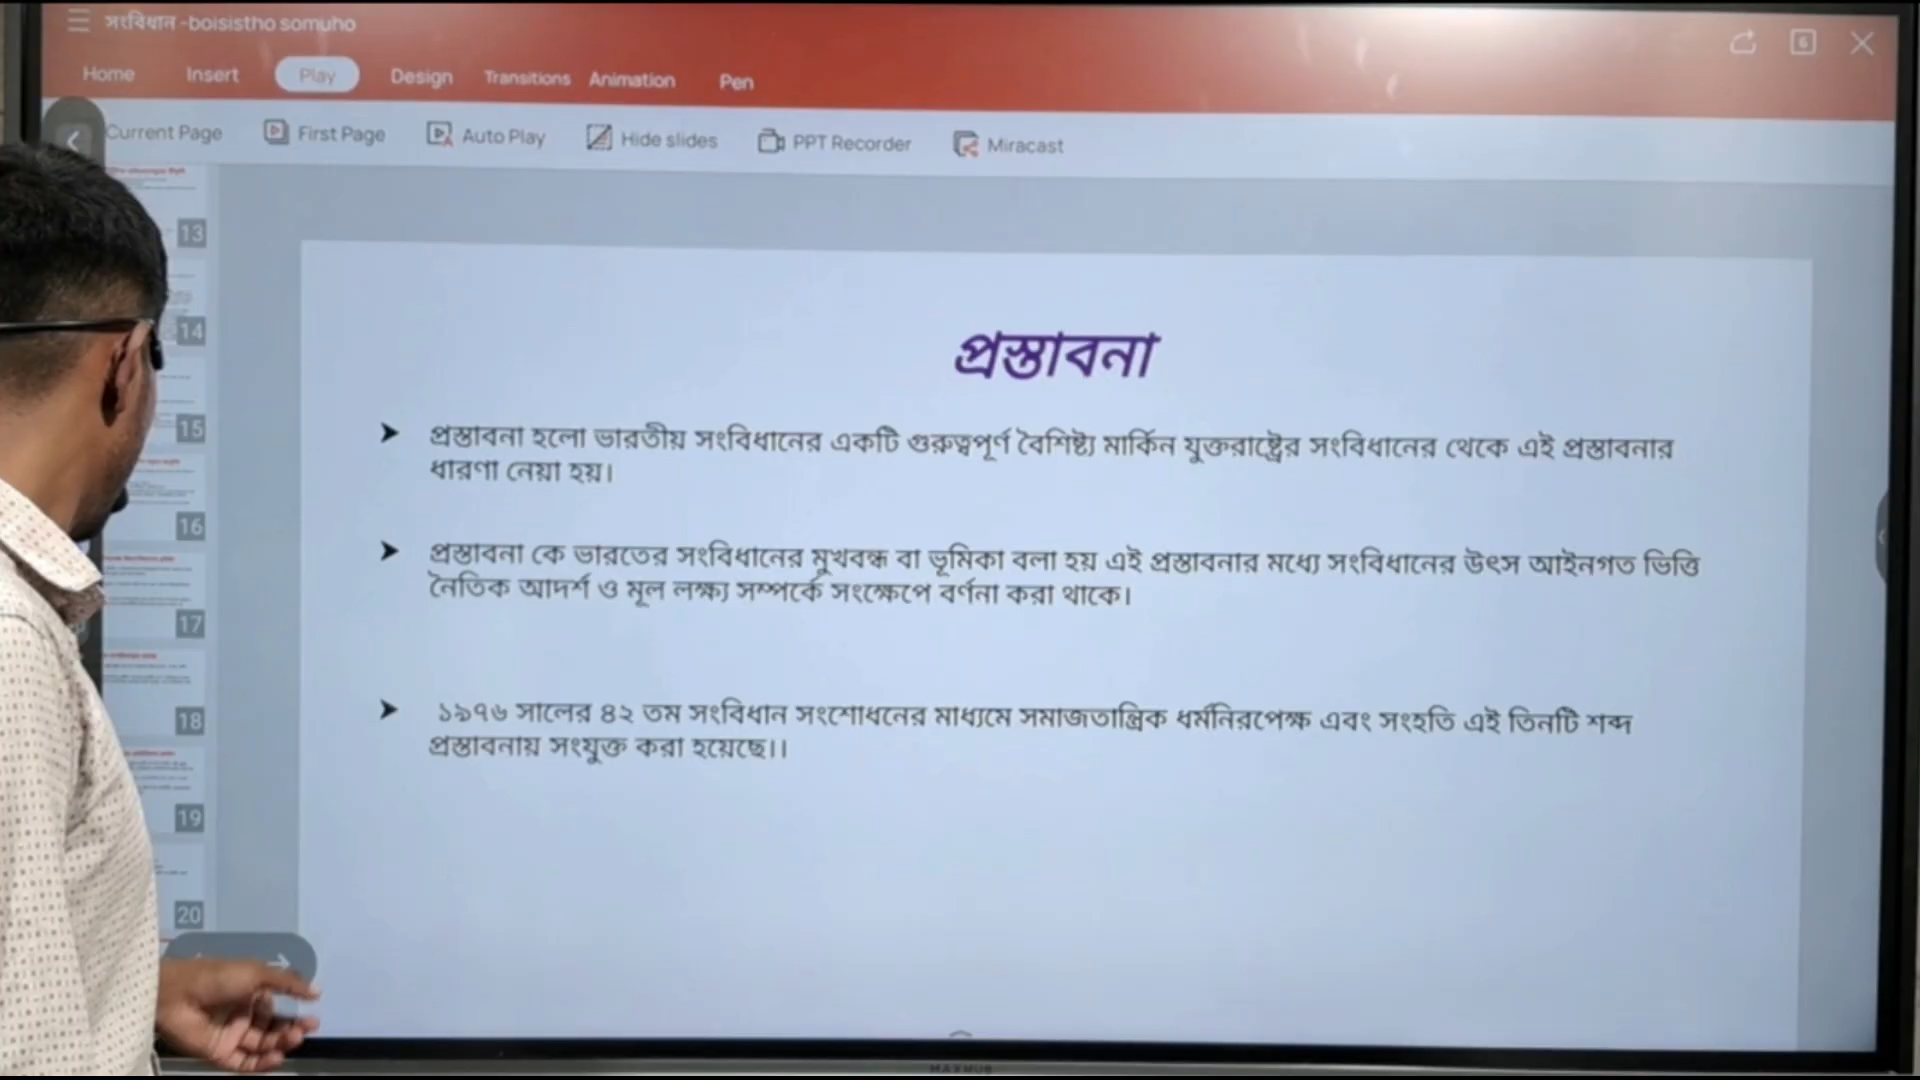 সংবিধান -boisistho somuho
6
Home Insert Play Design Transitions Animation Pen
Current Page First Page Auto Play Hide slides PPT Recorder Miracast
13
14
15
16
17
18
19
20
প্রস্তাবনা
প্রস্তাবনা হলো ভারতীয় সংবিধানের একটি গুরুত্বপূর্ণ বৈশিষ্ট্য মার্কিন যুক্তরাষ্ট্রের সংবিধানের থেকে এই প্রস্তাবনার
ধারণা নেয়া হয়।
প্রস্তাবনা কে ভারতের সংবিধানের মুখবন্ধ বা ভূমিকা বলা হয় এই প্রস্তাবনার মধ্যে সংবিধানের উৎস আইনগত ভিত্তি
নৈতিক আদর্শ ও মূল লক্ষ্য সম্পর্কে সংক্ষেপে বর্ণনা করা থাকে।
১৯৭৬ সালের ৪২ তম সংবিধান সংশোধনের মাধ্যমে সমাজতান্ত্রিক ধর্মনিরপেক্ষ এবং সংহতি এই তিনটি শব্দ
প্রস্তাবনায় সংযুক্ত করা হয়েছে।।
MAXHUB